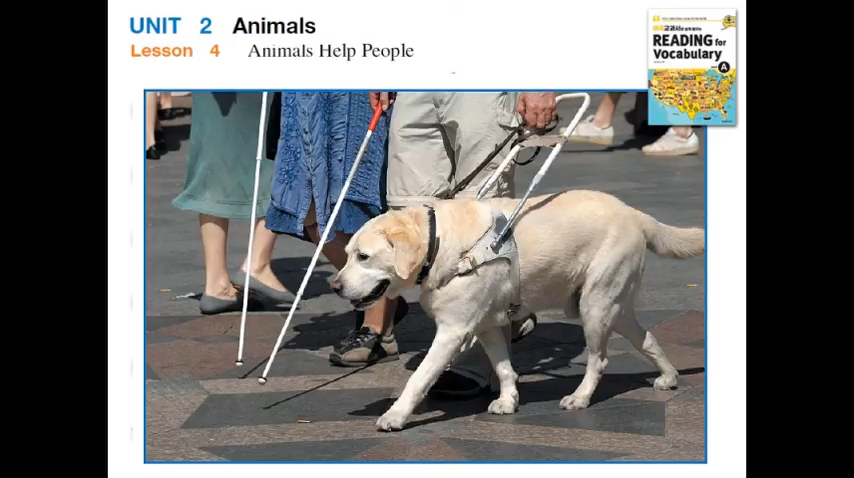 UNIT 2 Animals
Lesson 4 Animals Help People
READING for
Vocabulary
A